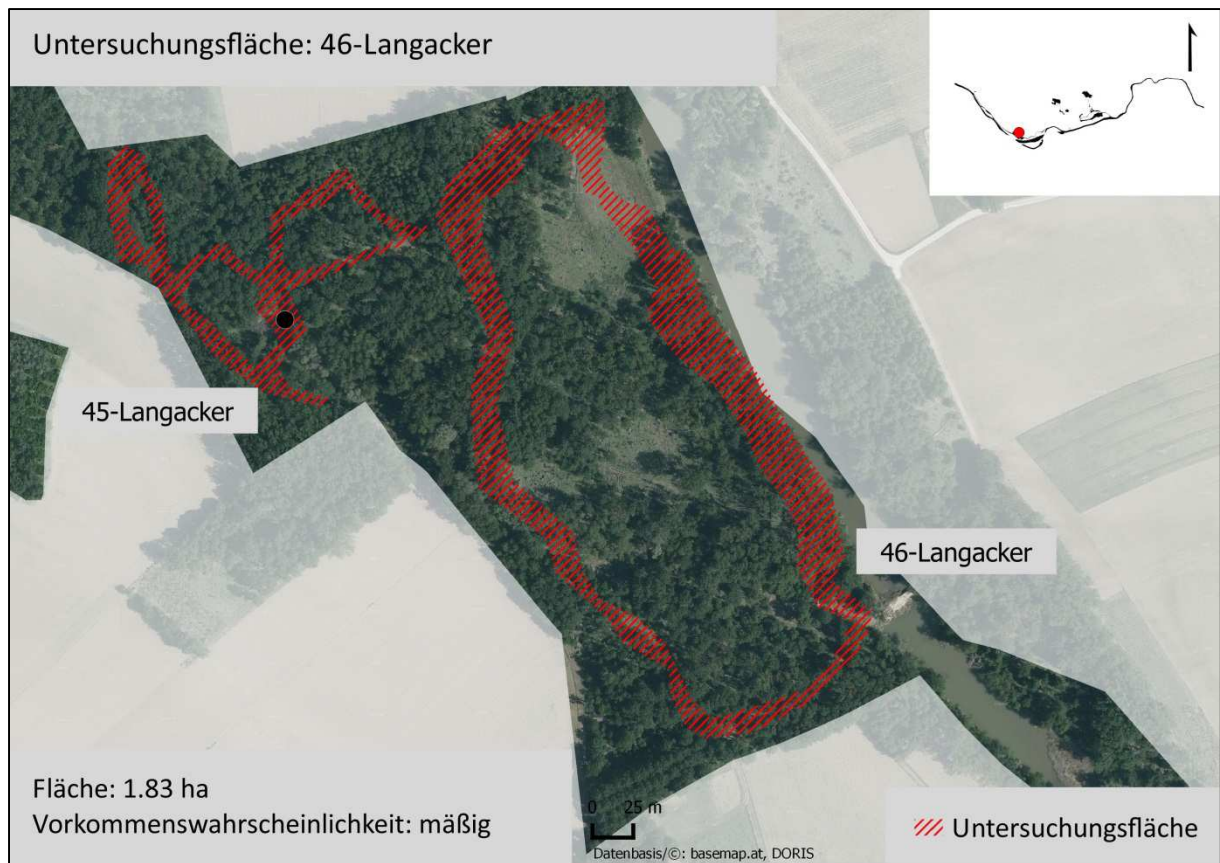 Untersuchungsfläche: 46-Langacker
45-Langacker
46-Langacker
Fläche: 1.83 ha
Vorkommenswahrscheinlichkeit: mäßig
0 25 m
Datenbasis/©: basemap.at, DORIS
Untersuchungsfläche